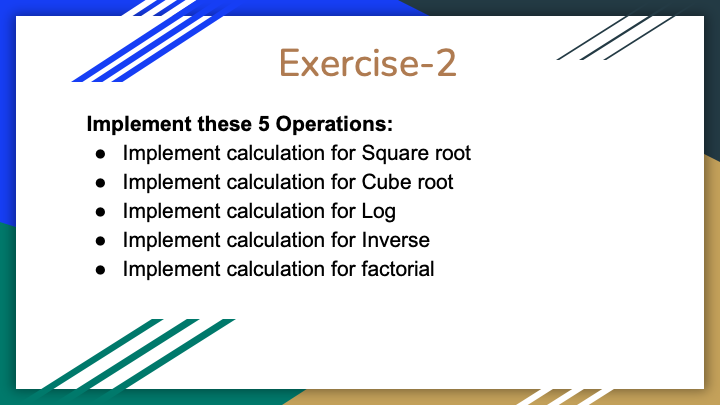 Exercise-2
Implement these 5 Operations:
● Implement calculation for Square root
● Implement calculation for Cube root
● Implement calculation for Log
● Implement calculation for Inverse
● Implement calculation for factorial